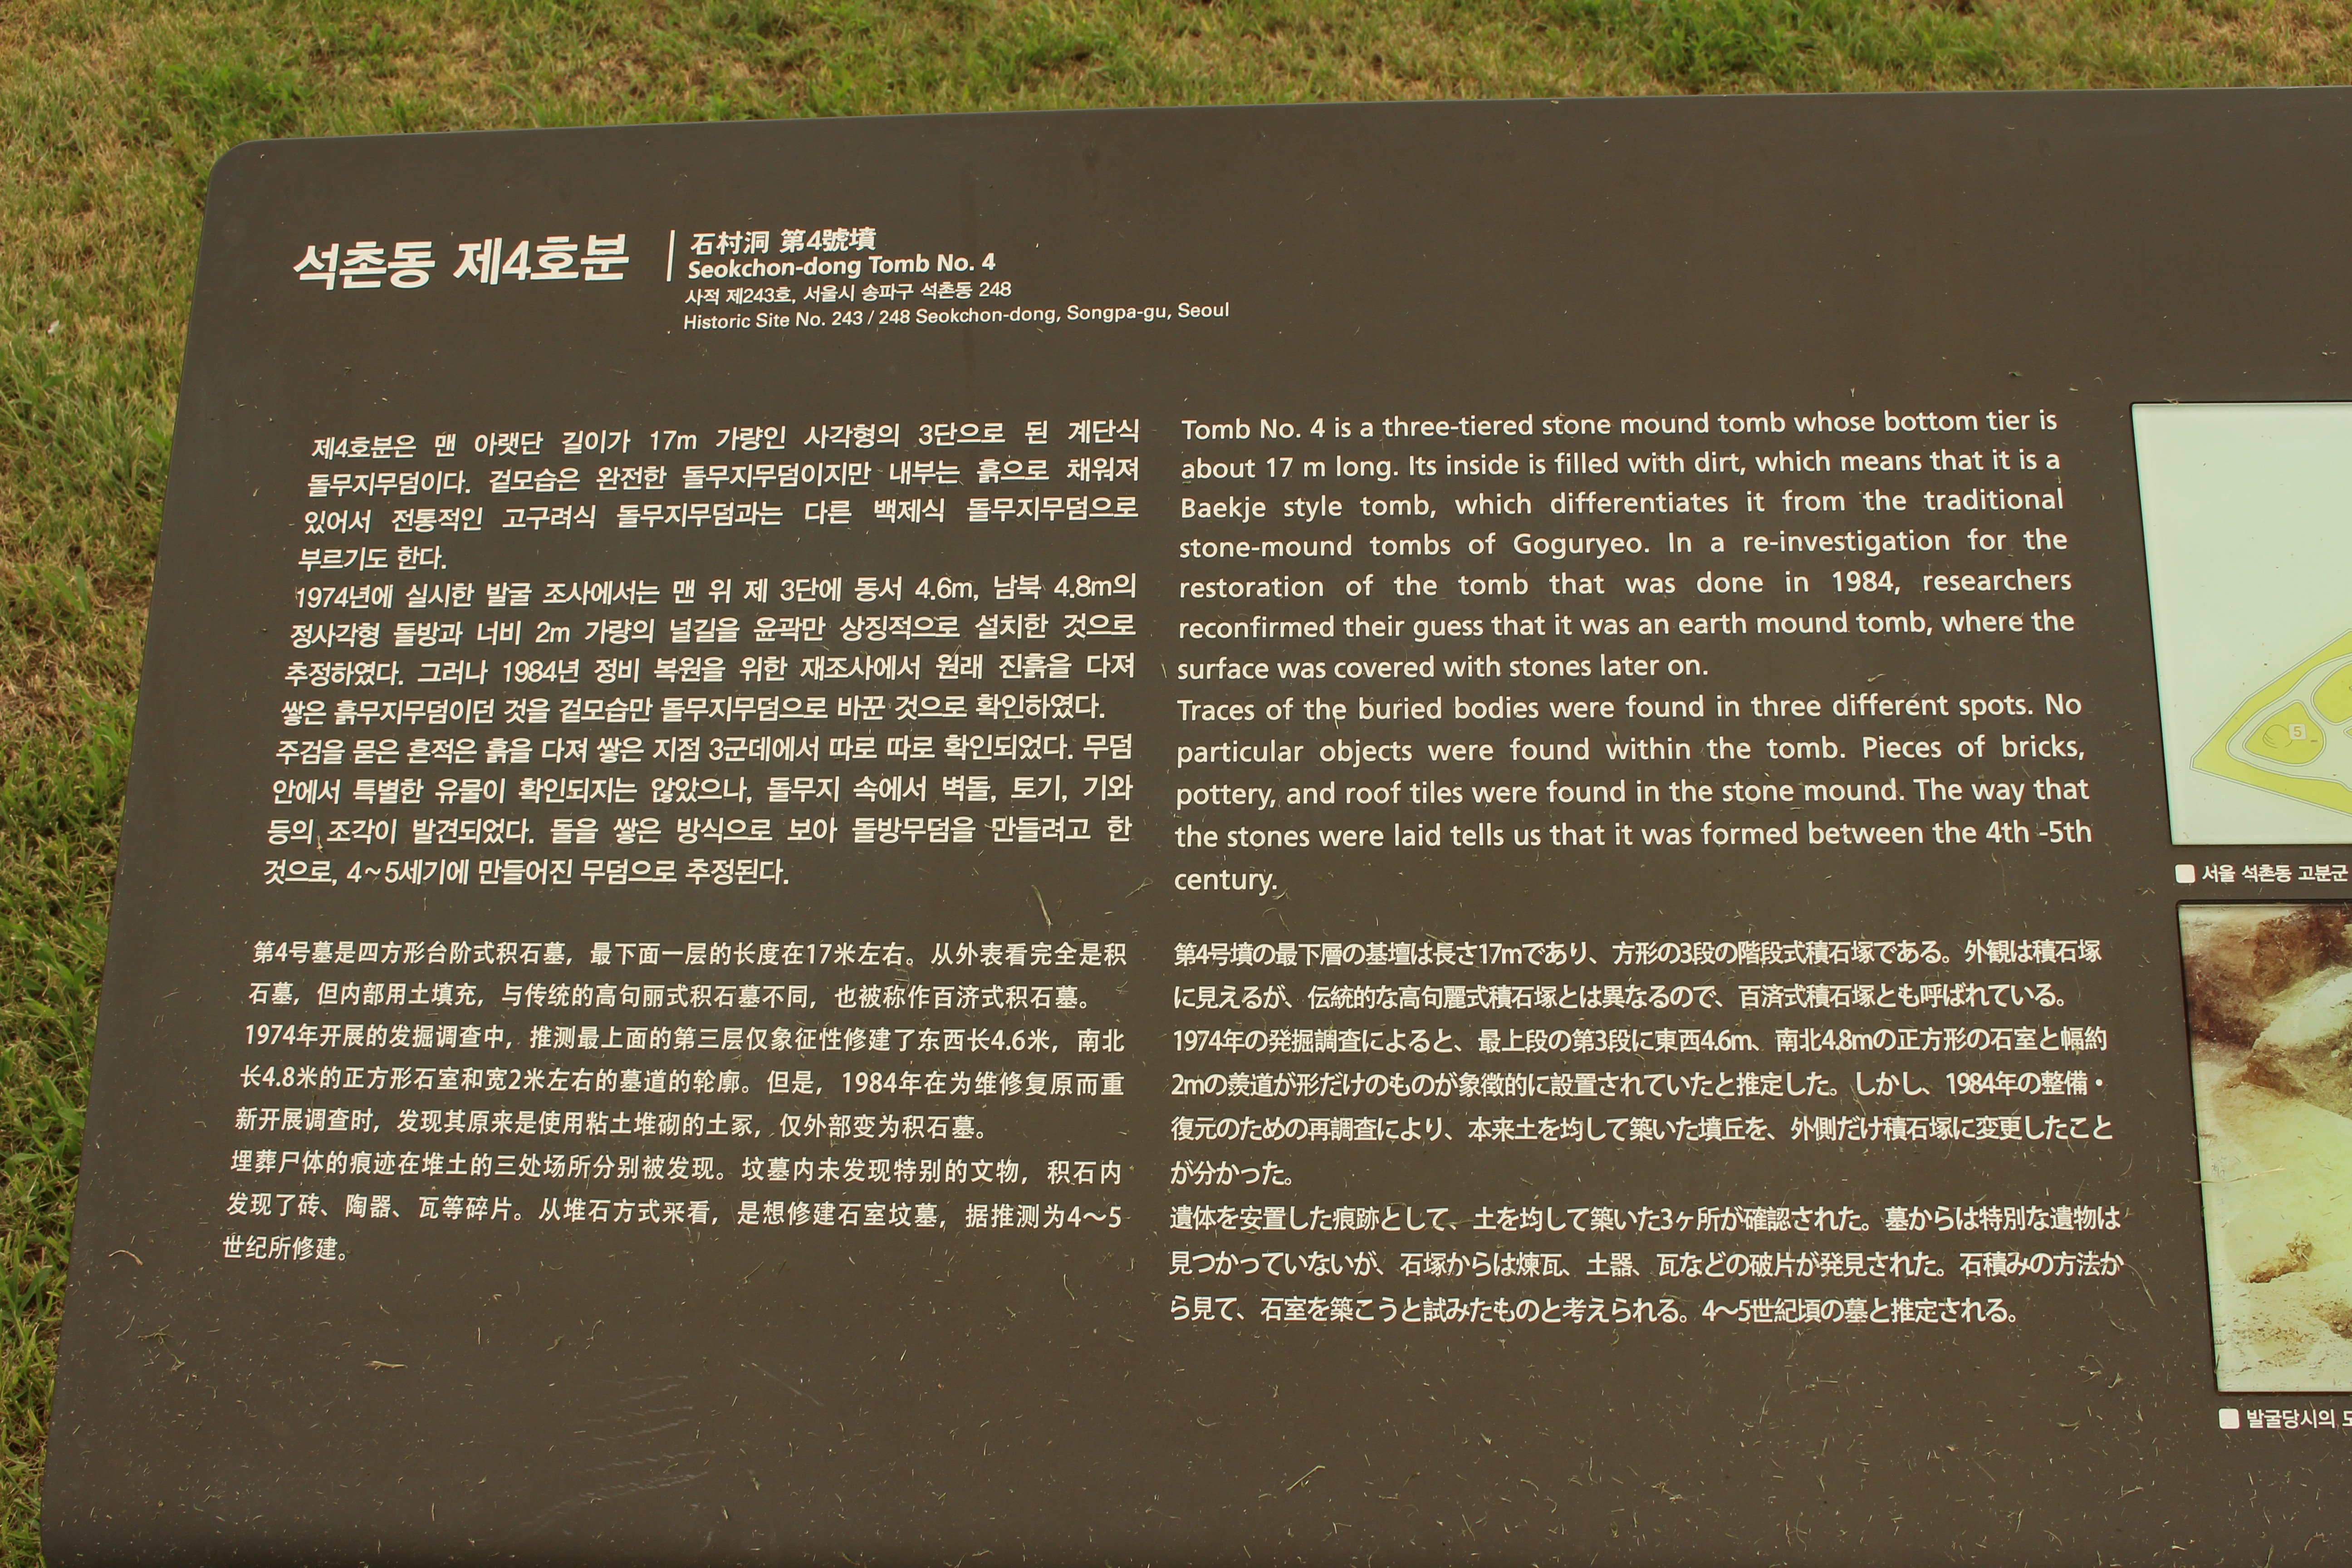 석촌동 제4호분
石村洞 第4號墳
Seokchon-dong Tomb No. 4
사적 제243호, 서울시 송파구 석촌동 248
Historic Site No. 243 / 248 Seokchon-dong, Songpa-gu, Seoul
제4호분은 맨 아랫단 길이가 17m 가량인 사각형의 3단으로 된 계단식
돌무지무덤이다. 겉모습은 완전한 돌무지무덤이지만 내부는 흙으로 채워져
있어서 전통적인 고구려식 돌무지무덤과는 다른 백제식 돌무지무덤으로
부르기도 한다.
1974년에 실시한 발굴 조사에서는 맨 위 제 3단에 동서 4.6m, 남북 4.8m의
정사각형 돌방과 너비 2m 가량의 널길을 윤곽만 상징적으로 설치한 것으로
추정하였다. 그러나 1984년 정비 복원을 위한 재조사에서 원래 진흙을 다져
쌓은 흙무지무덤이던 것을 겉모습만 돌무지무덤으로 바꾼 것으로 확인하였다.
주검을 묻은 흔적은 흙을 다져 쌓은 지점 3군데에서 따로 따로 확인되었다. 무덤
안에서 특별한 유물이 확인되지는 않았으나, 돌무지 속에서 벽돌, 토기, 기와
등의 조각이 발견되었다. 돌을 쌓은 방식으로 보아 돌방무덤을 만들려고 한
것으로, 4~5세기에 만들어진 무덤으로 추정된다.
Tomb No. 4 is a three-tiered stone mound tomb whose bottom tier is
about 17 m long. Its inside is filled with dirt, which means that it is a
Baekje style tomb, which differentiates it from the traditional
stone-mound tombs of Goguryeo. In a re-investigation for the
restoration of the tomb that was done in 1984, researchers
reconfirmed their guess that it was an earth mound tomb, where the
surface was covered with stones later on.
Traces of the buried bodies were found in three different spots. No
particular objects were found within the tomb. Pieces of bricks,
pottery, and roof tiles were found in the stone mound. The way that
the stones were laid tells us that it was formed between the 4th -5th
century.
第4号墓是四方形台阶式积石墓，最下面一层的长度在17米左右。从外表看完全是积
石墓，但内部用土填充，与传统的高句丽式积石墓不同，也被称作百济式积石墓。
1974年开展的发掘调查中，推测最上面的第三层仅象征性修建了东西长4.6米，南北
长4.8米的正方形石室和宽2米左右的墓道的轮廓。但是，1984年在为维修复原而重
新开展调查时，发现其原来是使用粘土堆砌的土冢，仅外部变为积石墓。
埋葬尸体的痕迹在堆土的三处场所分别被发现。坟墓内未发现特别的文物，积石内
发现了砖、陶器、瓦等碎片。从堆石方式来看，是想修建石室坟墓，据推测为4～5
世纪所修建。
第4号墳の最下層の基壇は長さ17mであり、方形の3段の階段式積石塚である。外観は積石塚
に見えるが、伝統的な高句麗式積石塚とは異なるので、百済式積石塚とも呼ばれている。
1974年の発掘調査によると、最上段の第3段に東西4.6m、南北4.8mの正方形の石室と幅約
2mの羨道が形だけのものが象徴的に設置されていたと推定した。しかし、1984年の整備・
復元のための再調査により、本来土を均して築いた墳丘を、外側だけ積石塚に変更したこと
が分かった。
遺体を安置した痕跡として、土を均して築いた3ヶ所が確認された。墓からは特別な遺物は
見つかっていないが、石塚からは煉瓦、土器、瓦などの破片が発見された。石積みの方法か
ら見て、石室を築こうと試みたものと考えられる。4～5世紀頃の墓と推定される。
5
서울 석촌동 고분군
발굴당시의